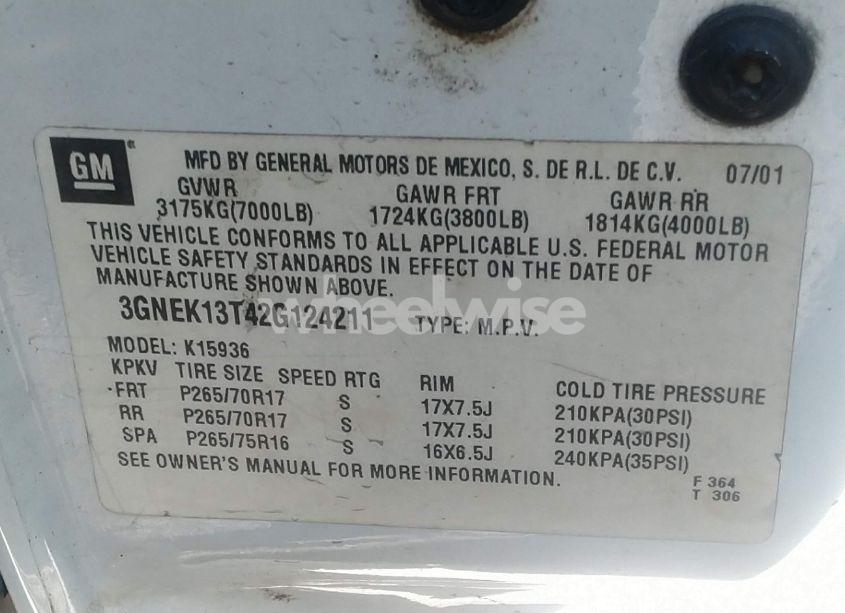 GM
MFD BY GENERAL MOTORS DE MEXICO, S. DE R.L. DE C.V. 07/01
GVWR GAWR FRT GAWR RR
3175KG(7000LB) 1724KG(3800LB) 1814KG(4000LB)
THIS VEHICLE CONFORMS TO ALL APPLICABLE U.S. FEDERAL MOTOR
VEHICLE SAFETY STANDARDS IN EFFECT ON THE DATE OF
MANUFACTURE SHOWN ABOVE.
wheelwise
3GNEK13T42G124211 TYPE: M.P.V.
MODEL: K15936
KPKV TIRE SIZE SPEED RTG RIM COLD TIRE PRESSURE
FRT P265/70R17 S 17X7.5J 210KPA(30PSI)
RR P265/70R17 S 17X7.5J 210KPA(30PSI)
SPA P265/75R16 S 16X6.5J 240KPA(35PSI)
SEE OWNER'S MANUAL FOR MORE INFORMATION.
F 364
T 306